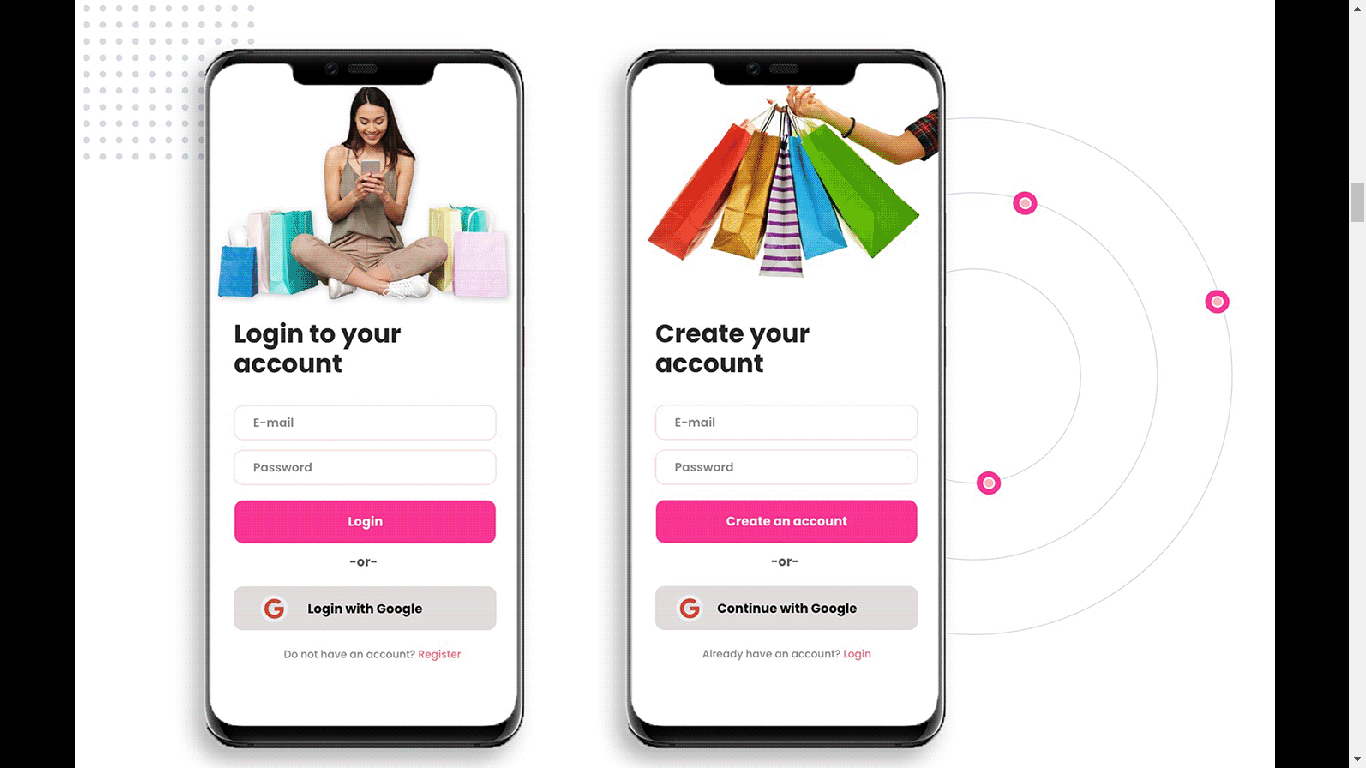 Login to your
account
E-mail
Password
Login
-or-
G Login with Google
Do not have an account? Register
Create your
account
E-mail
Password
Create an account
-or-
G Continue with Google
Already have an account? Login